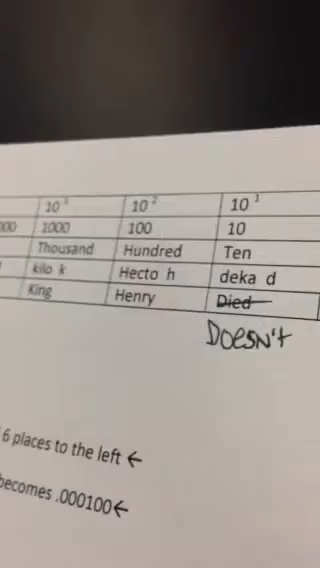 10³ 10² 10¹
000 1000 100 10
Thousand Hundred Ten
kilo k Hecto h deka d
King Henry Died
DOESN't
6 places to the left ←
becomes .000100←